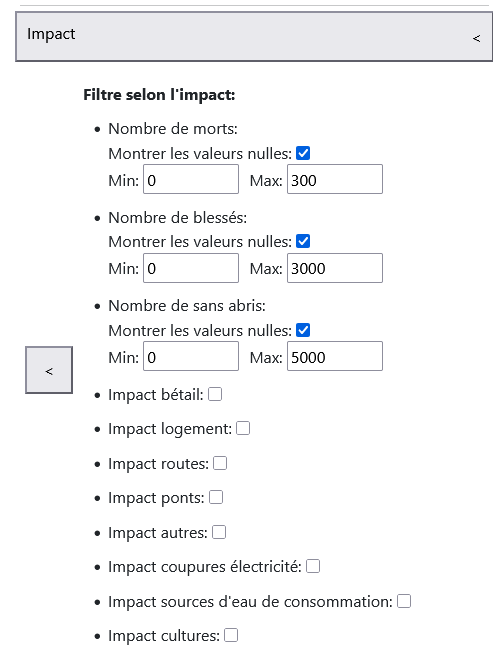 Impact
<
Filtre selon l'impact:
Nombre de morts:
Montrer les valeurs nulles:
Min: 0 Max: 300
Nombre de blessés:
Montrer les valeurs nulles:
Min: 0 Max: 3000
Nombre de sans abris:
Montrer les valeurs nulles:
Min: 0 Max: 5000
<
Impact bétail:
Impact logement:
Impact routes:
Impact ponts:
Impact autres:
Impact coupures électricité:
Impact sources d'eau de consommation:
Impact cultures: